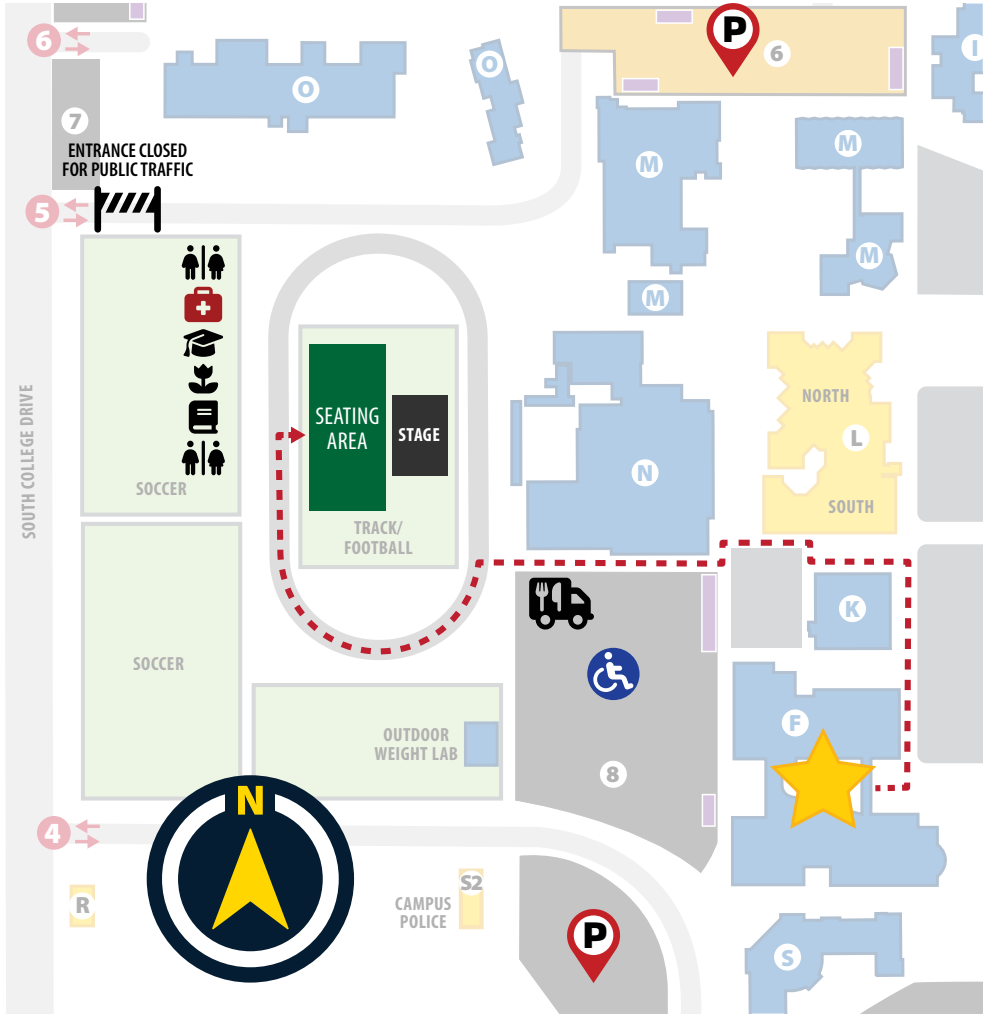 6
P
6
I
O
O
7
M
M
ENTRANCE CLOSED
FOR PUBLIC TRAFFIC
5
M
M
SOUTH COLLEGE DRIVE
NORTH
L
SOUTH
SEATING
AREA
STAGE
N
SOCCER
TRACK/
FOOTBALL
K
SOCCER
F
OUTDOOR
WEIGHT LAB
8
N
4
R
S2
CAMPUS
POLICE
P
S